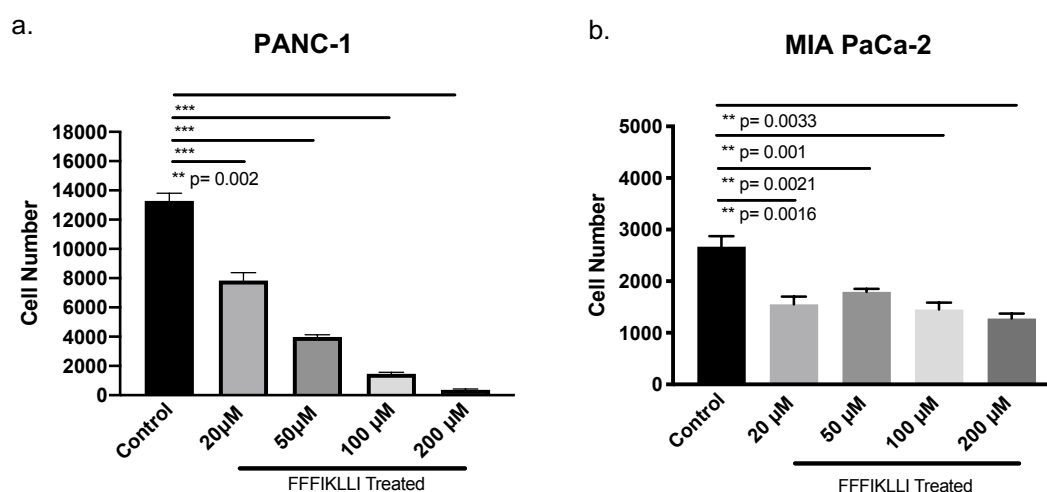 a.
PANC-1
***
***
***
** p= 0.002
18000
16000
14000
12000
10000
8000
6000
4000
2000
0
Cell Number
Control
20µM
50µM
100 µM
200 µM
FFFIKLLI Treated
b.
MIA PaCa-2
** p= 0.0033
** p= 0.001
** p= 0.0021
** p= 0.0016
5000
4000
3000
2000
1000
0
Cell Number
Control
20 µM
50 µM
100 µM
200 µM
FFFIKLLI Treated